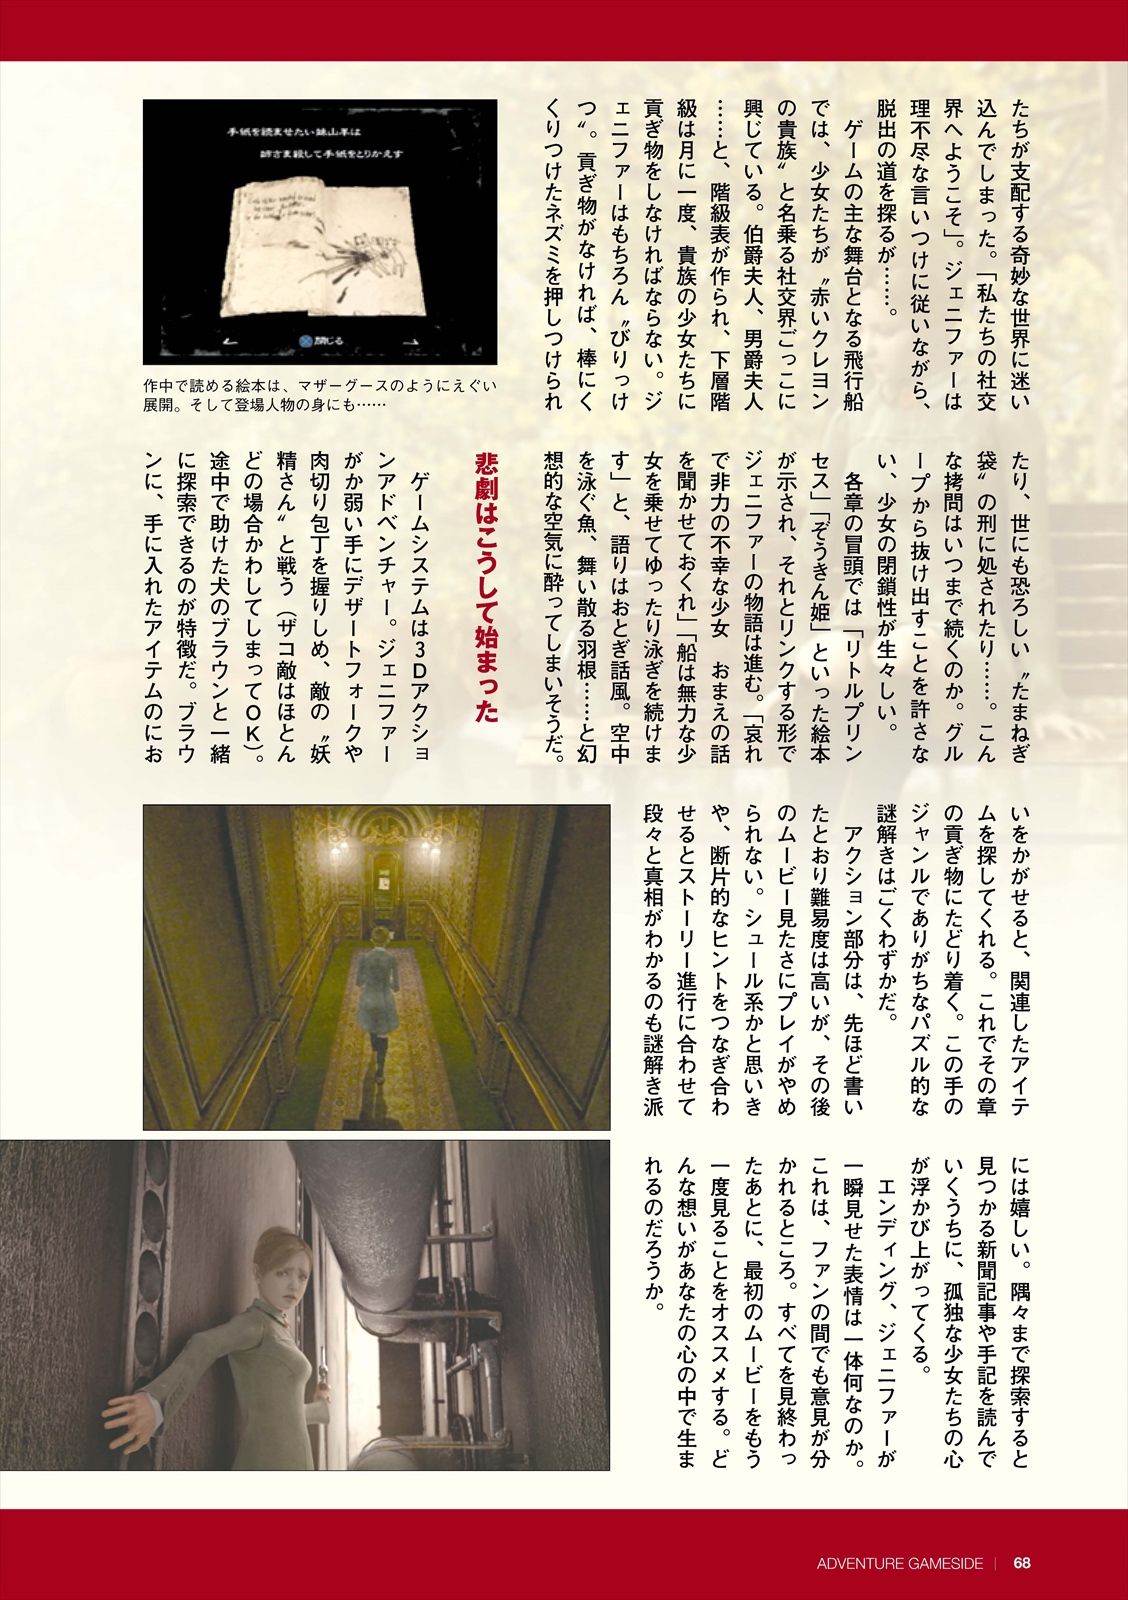 たちが支配する奇妙な世界に迷い
込んでしまった。「私たちの社交
界へようこそ」。ジェニファーは
理不尽な言いつけに従いながら、
脱出の道を探るが……。
　ゲームの主な舞台となる飛行船
では、少女たちが〝赤いクレヨン
の貴族〟と名乗る社交界ごっこに
興じている。伯爵夫人、男爵夫人
……と、階級表が作られ、下層階
級は月に一度、貴族の少女たちに
貢ぎ物をしなければならない。ジ
ェニファーはもちろん〝びりっけ
つ〟。貢ぎ物がなければ、棒にく
くりつけたネズミを押しつけられ
手紙を読ませたい妹山羊は
姉さま殺して手紙をとりかえす
閉じる
作中で読める絵本は、マザーグースのようにえぐい
展開。そして登場人物の身にも……
たり、世にも恐ろしい〝たまねぎ
袋〟の刑に処されたり……。こん
な拷問はいつまで続くのか。グル
ープから抜け出すことを許さな
い、少女の閉鎖性が生々しい。
　各章の冒頭では「リトルプリン
セス」「ぞうきん姫」といった絵本
が示され、それとリンクする形で
ジェニファーの物語は進む。「哀れ
で非力の不幸な少女　おまえの話
を聞かせておくれ」「船は無力な少
女を乗せてゆったり泳ぎを続けま
す」と、語りはおとぎ話風。空中
を泳ぐ魚、舞い散る羽根……と幻
想的な空気に酔ってしまいそうだ。
悲劇はこうして始まった
　ゲームシステムは3Dアクショ
ンアドベンチャー。ジェニファー
がか弱い手にデザートフォークや
肉切り包丁を握りしめ、敵の〝妖
精さん〟と戦う（ザコ敵はほとん
どの場合かわしてしまってOK）。
途中で助けた犬のブラウンと一緒
に探索できるのが特徴だ。ブラウ
ンに、手に入れたアイテムのにお
いをかがせると、関連したアイテ
ムを探してくれる。これでその章
の貢ぎ物にたどり着く。この手の
ジャンルでありがちなパズル的な
謎解きはごくわずかだ。
　アクション部分は、先ほど書い
たとおり難易度は高いが、その後
のムービー見たさにプレイがやめ
られない。シュール系かと思いき
や、断片的なヒントをつなぎ合わ
せるとストーリー進行に合わせて
段々と真相がわかるのも謎解き派
には嬉しい。隅々まで探索すると
見つかる新聞記事や手記を読んで
いくうちに、孤独な少女たちの心
が浮かび上がってくる。
　エンディング、ジェニファーが
一瞬見せた表情は一体何なのか。
これは、ファンの間でも意見が分
かれるところ。すべてを見終わっ
たあとに、最初のムービーをもう
一度見ることをオススメする。ど
んな想いがあなたの心の中で生ま
れるのだろうか。
ADVENTURE GAMESIDE | 68